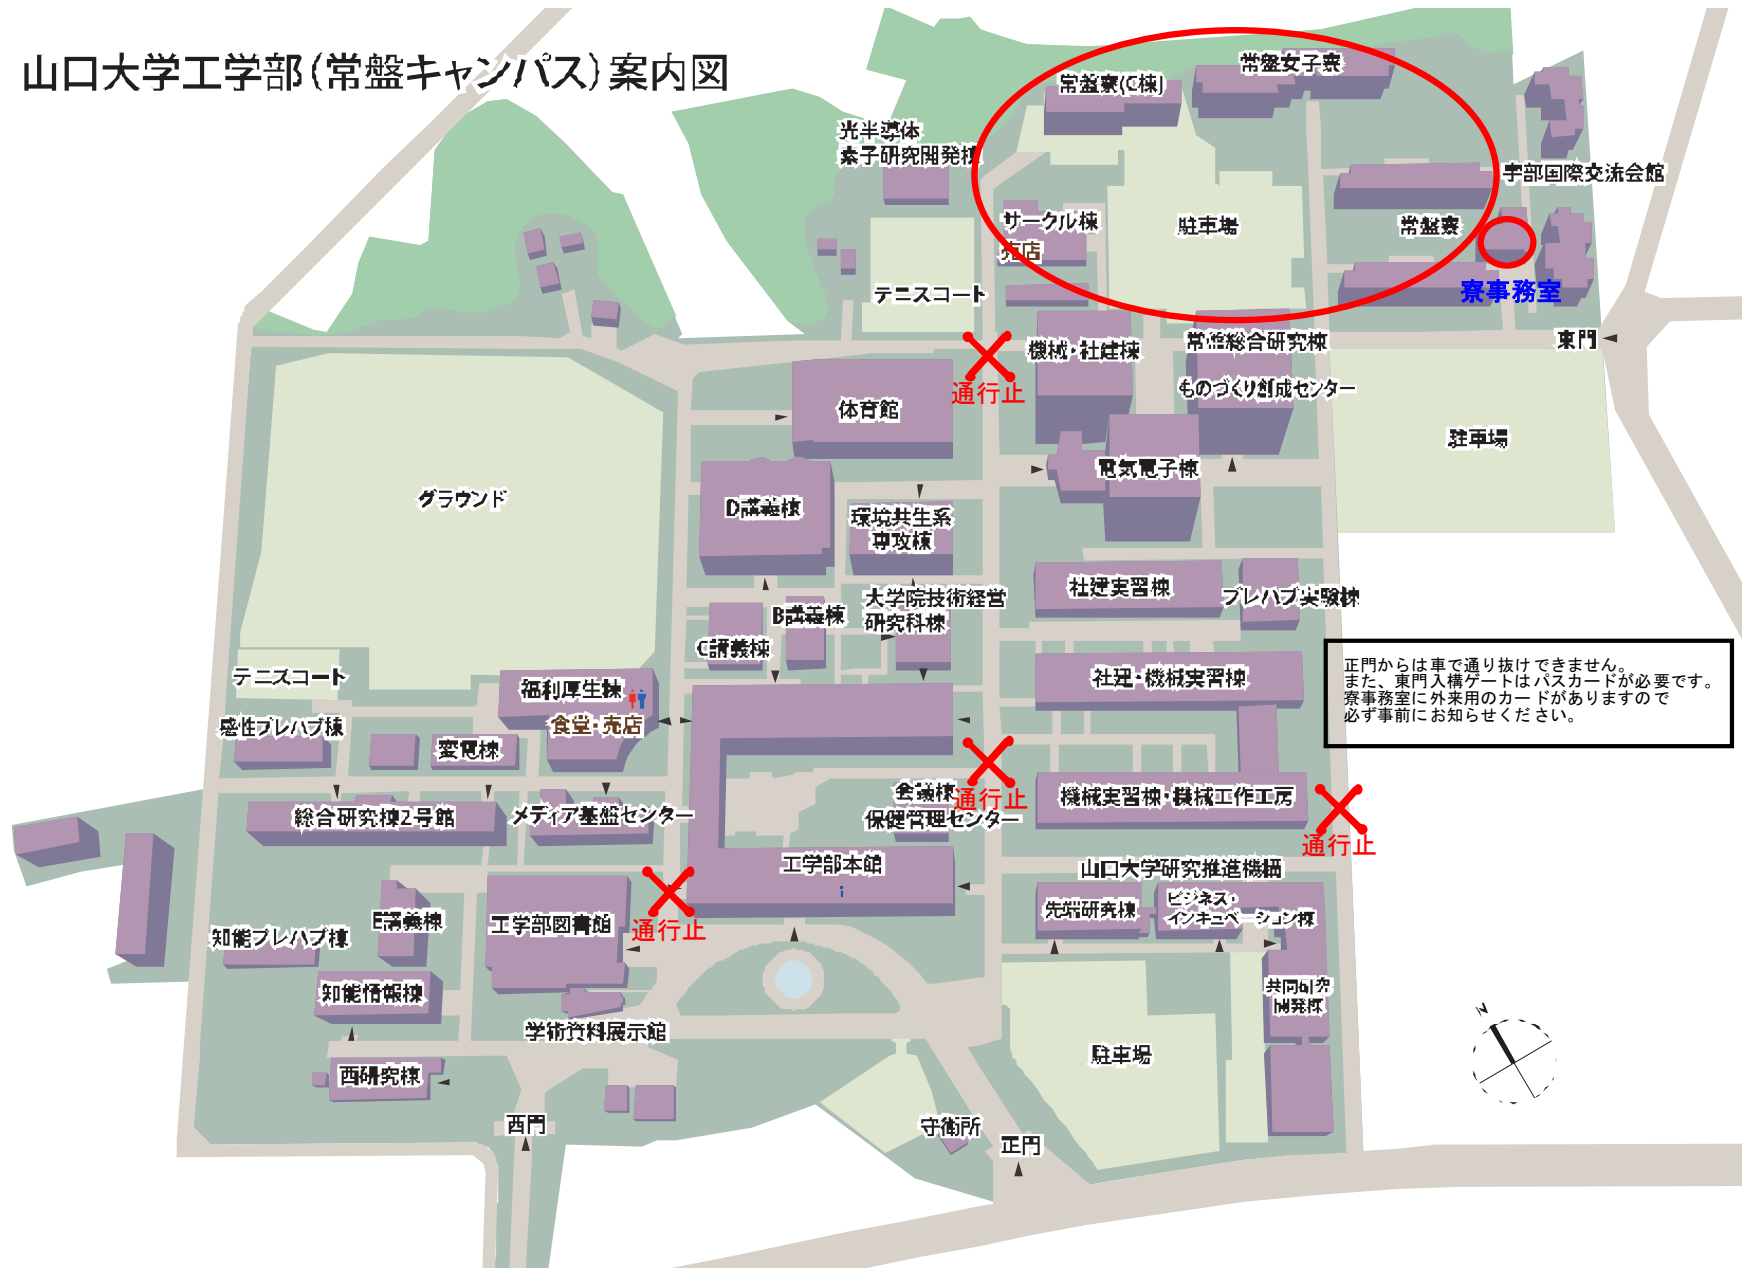 山口大学工学部(常盤キャンパス)案内図
常盤寮(C棟)
常盤女子寮
光半導体
素子研究開発棟
宇部国際交流会館
サークル棟
売店
駐車場
常盤寮
テニスコート
寮事務室
東門
機械・社建棟
常盤総合研究棟
通行止
ものづくり創成センター
体育館
駐車場
電気電子棟
グラウンド
D講義棟
環境共生系
専攻棟
社建実習棟
プレハブ実験棟
大学院技術経営
研究科棟
B講義棟
C講義棟
正門からは車で通り抜けできません。
また、東門入構ゲートはパスカードが必要です。
寮事務室に外来用のカードがありますので
必ず事前にお知らせください。
テニスコート
福利厚生棟
食堂・売店
社建・機械実習棟
感性プレハブ棟
変電棟
会議棟
通行止
機械実習棟・機械工作工房
総合研究棟2号館
メディア基盤センター
保健管理センター
通行止
工学部本館
i
山口大学研究推進機構
先端研究棟
ビジネス・
インキュベーション棟
E講義棟
工学部図書館
通行止
知能プレハブ棟
知能情報棟
共同研究
開発棟
学術資料展示館
N
駐車場
西研究棟
西門
守衛所
正門